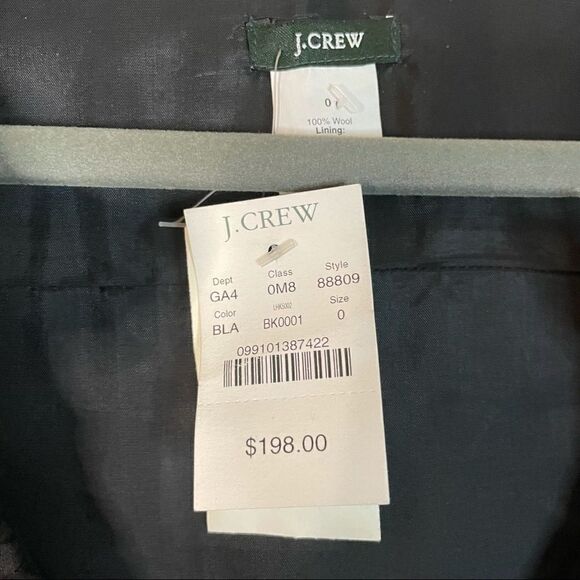 J.CREW
0
100% Wool
Lining:
J.CREW
Dept Class Style
GA4 0M8 88809
Color LHK5002 Size
BLA BK0001 0
099101387422
$198.00